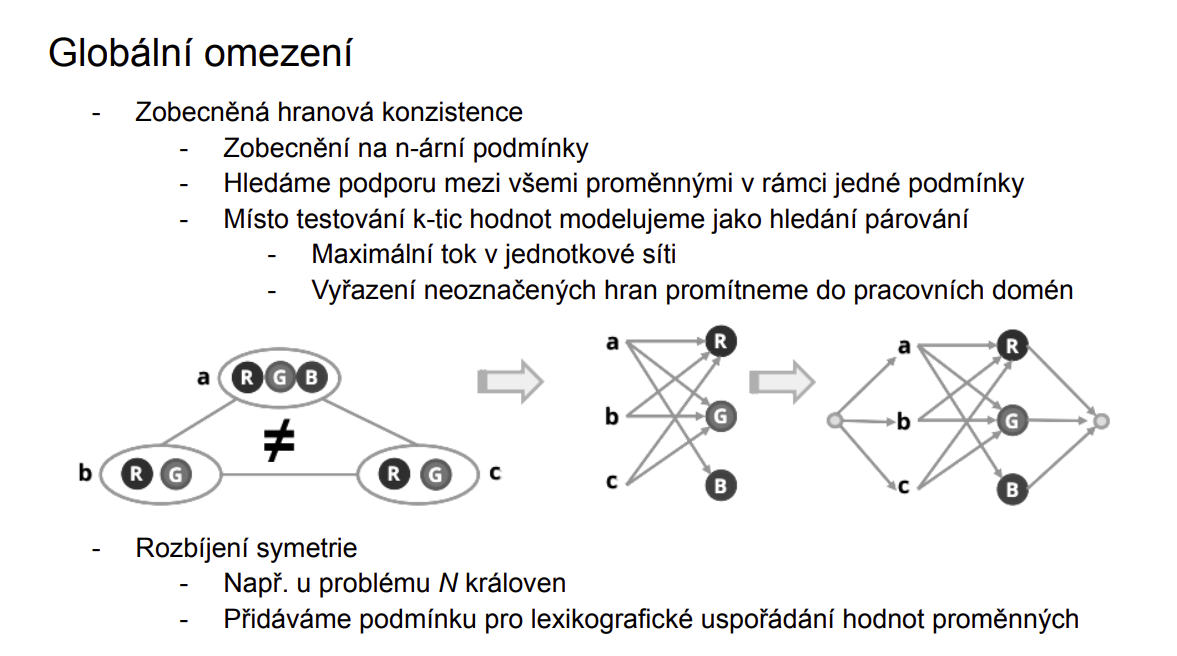 Globální omezení
- Zobecněná hranová konzistence
- Zobecnění na n-ární podmínky
- Hledáme podporu mezi všemi proměnnými v rámci jedné podmínky
- Místo testování k-tic hodnot modelujeme jako hledání párování
- Maximální tok v jednotkové síti
- Vyřazení neoznačených hran promítneme do pracovních domén
a R G B
≠
b R G
R G c
a R
b G
c B
a R
b G
c B
- Rozbíjení symetrie
- Např. u problému N královen
- Přidáváme podmínku pro lexikografické uspořádání hodnot proměnných